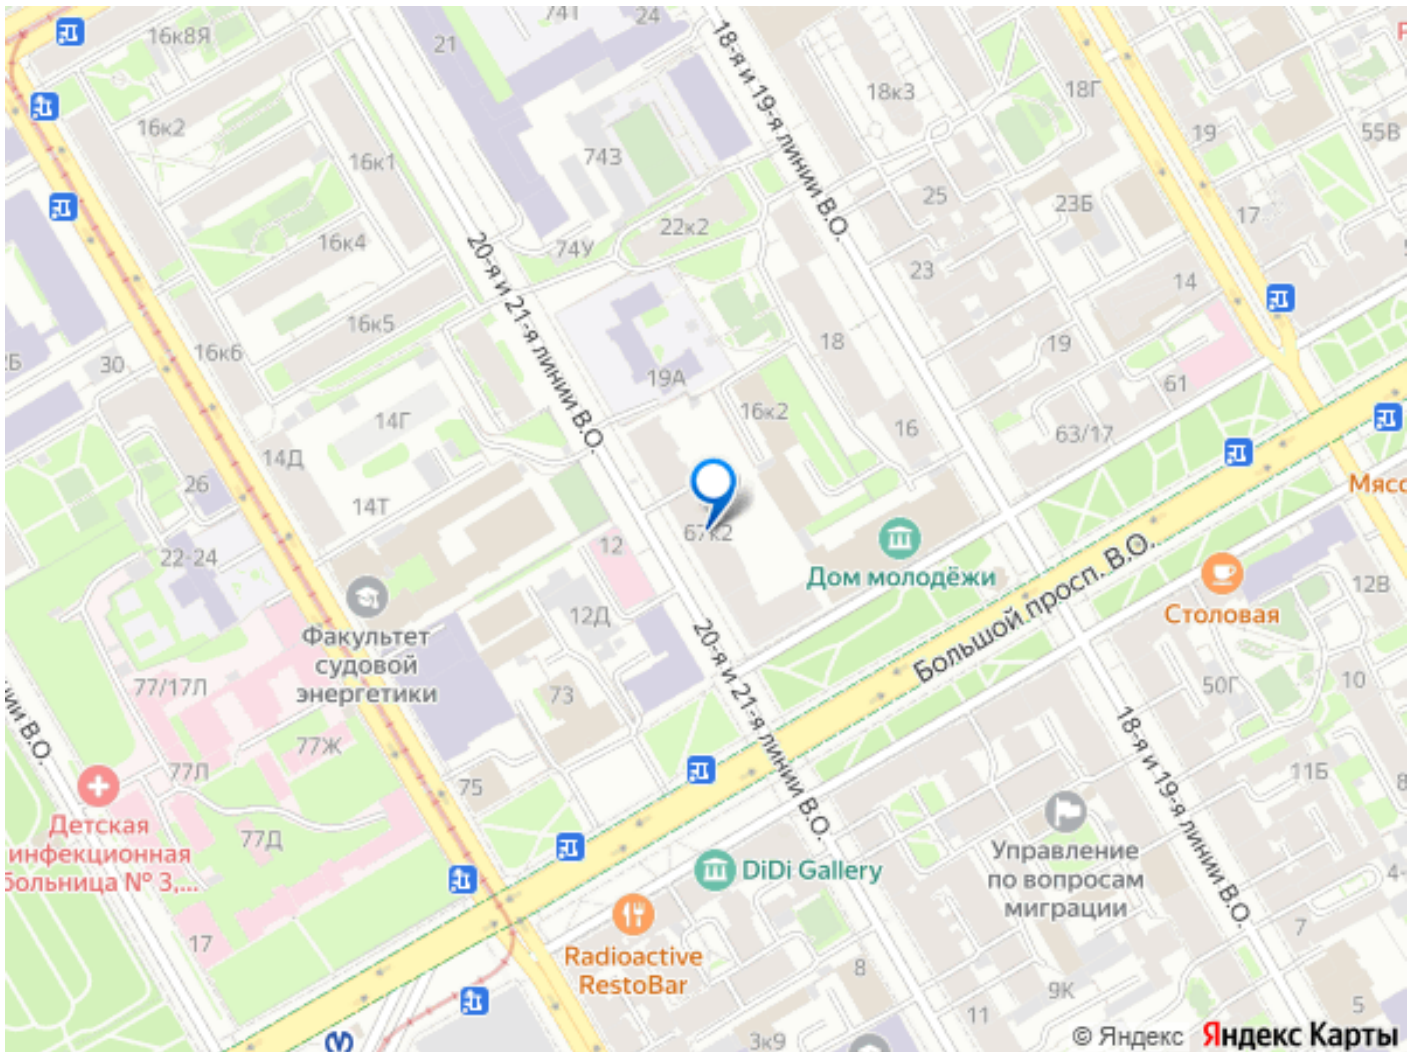 74Т
24
16к8Я
21
18-я и 19-я линии В.О.
18к3
18Г
19
55В
16к2
16к1
743
25
23Б
17
22к2
16к4
74У
20-я и 21-я линии В.О.
23
14
16к5
18
19
16к6
30
19А
61
16к2
14Г
16
63/17
14Д
26
Мясо
14Т
67к2
22-24
12
Дом молодёжи
Большой просп. В.О.
Столовая
12В
Факультет
судовой
энергетики
12Д
20-я и 21-я линии В.О.
77/17Л
73
50Г
10
18-я и 19-я линии В.О.
77Ж
77Л
75
11Б
Детская
инфекционная
больница № 3,...
77Д
DiDi Gallery
Управление
по вопросам
миграции
17
Radioactive
RestoBar
7
8
9К
11
5
3к9
© Яндекс Яндекс Карты